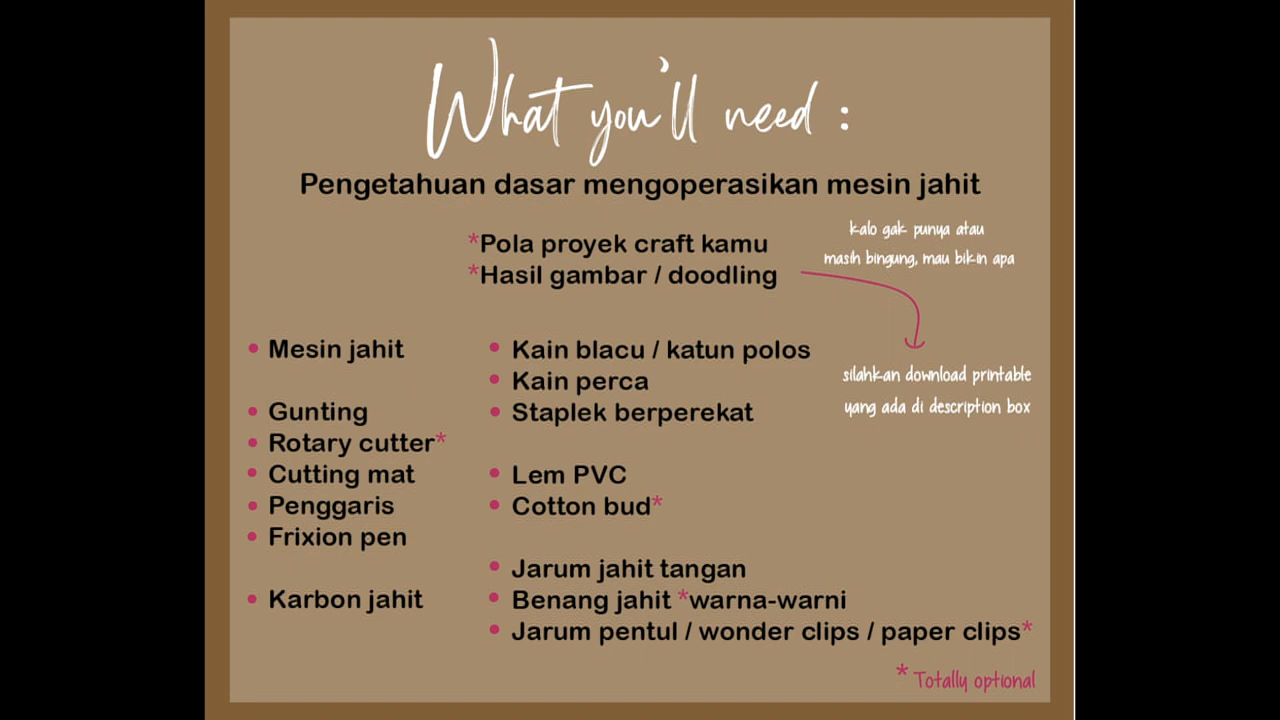 What you'll need :
Pengetahuan dasar mengoperasikan mesin jahit
*Pola proyek craft kamu
*Hasil gambar / doodling
kalo gak punya atau
masih bingung, mau bikin apa
silahkan download printable
yang ada di description box
• Mesin jahit
• Gunting
• Rotary cutter*
• Cutting mat
• Penggaris
• Frixion pen
• Karbon jahit
• Kain blacu / katun polos
• Kain perca
• Staplek berperekat
• Lem PVC
• Cotton bud*
• Jarum jahit tangan
• Benang jahit *warna-warni
• Jarum pentul / wonder clips / paper clips*
* Totally optional